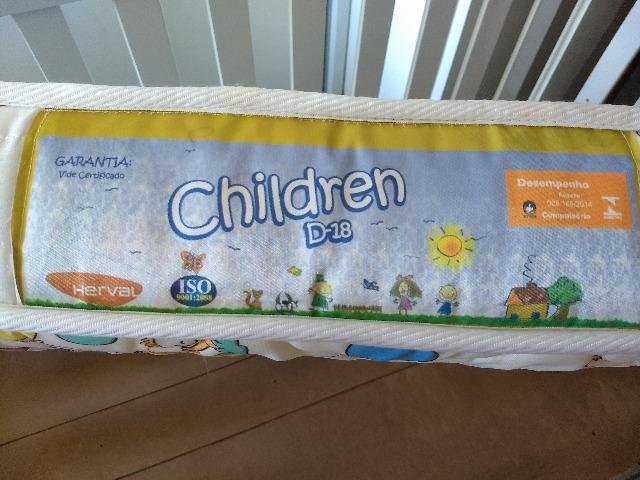 GARANTIA:
Vide Certificado
Children
D-18
Desempenho
Compulsório
Herval
ISO
9001:2008